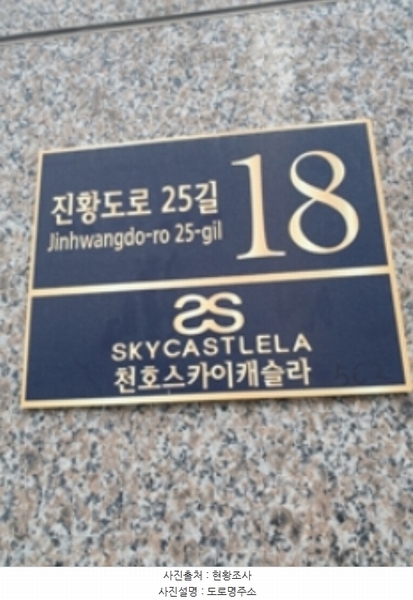 진황도로 25길
Jinhwangdo-ro 25-gil
18
SKYCASTLELA
천호스카이캐슬라
사진출처 : 현황조사
사진설명 : 도로명주소